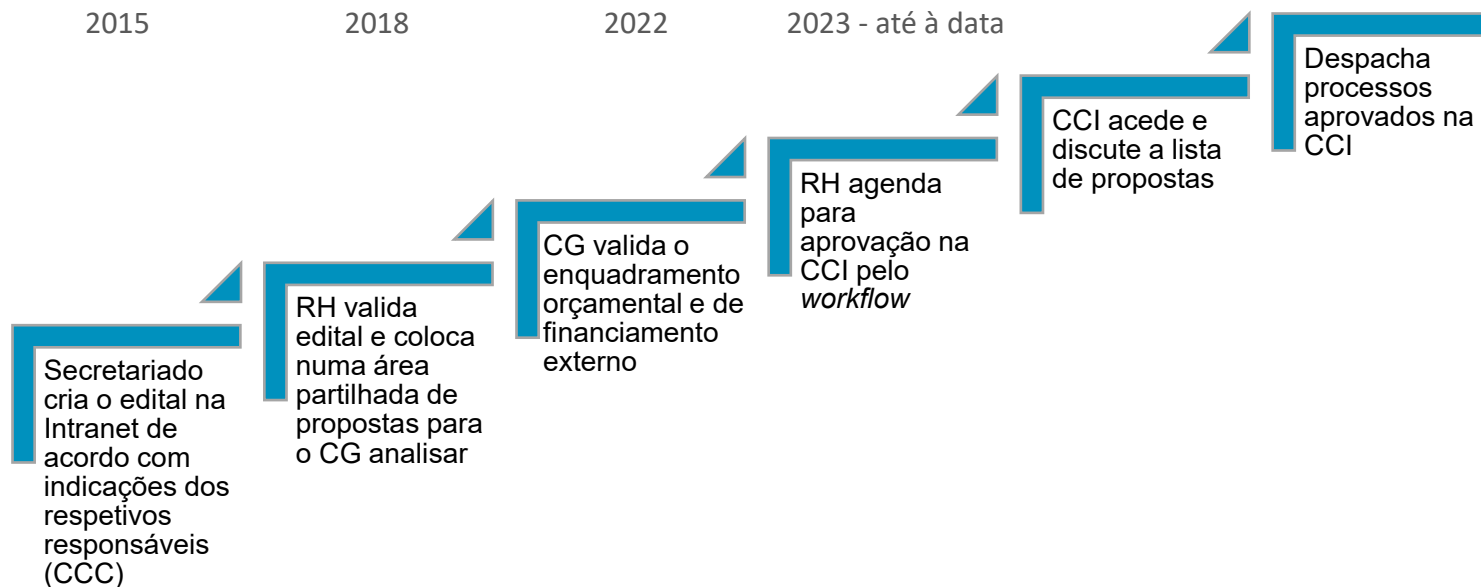 2015
2018
2022
2023 - até à data
Secretariado
cria o edital na
Intranet de
acordo com
indicações dos
respetivos
responsáveis
(CCC)
RH valida
edital e coloca
numa área
partilhada de
propostas para
o CG analisar
CG valida o
enquadramento
orçamental e de
financiamento
externo
RH agenda
para
aprovação na
CCI pelo
workflow
CCI acede e
discute a lista
de propostas
Despacha
processos
aprovados na
CCI